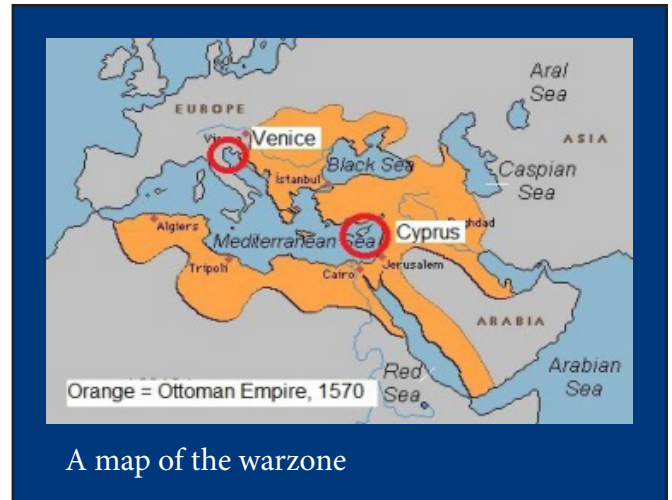 Aral
Sea
EUROPE
ASIA
Venice
Black Sea
Caspian
Sea
Istanbul
Algiers
Mediterranean Sea
Cyprus
Tripoli
Cairo
Jerusalem
ARABIA
Red
Sea
Arabian
Sea
Orange = Ottoman Empire, 1570
A map of the warzone